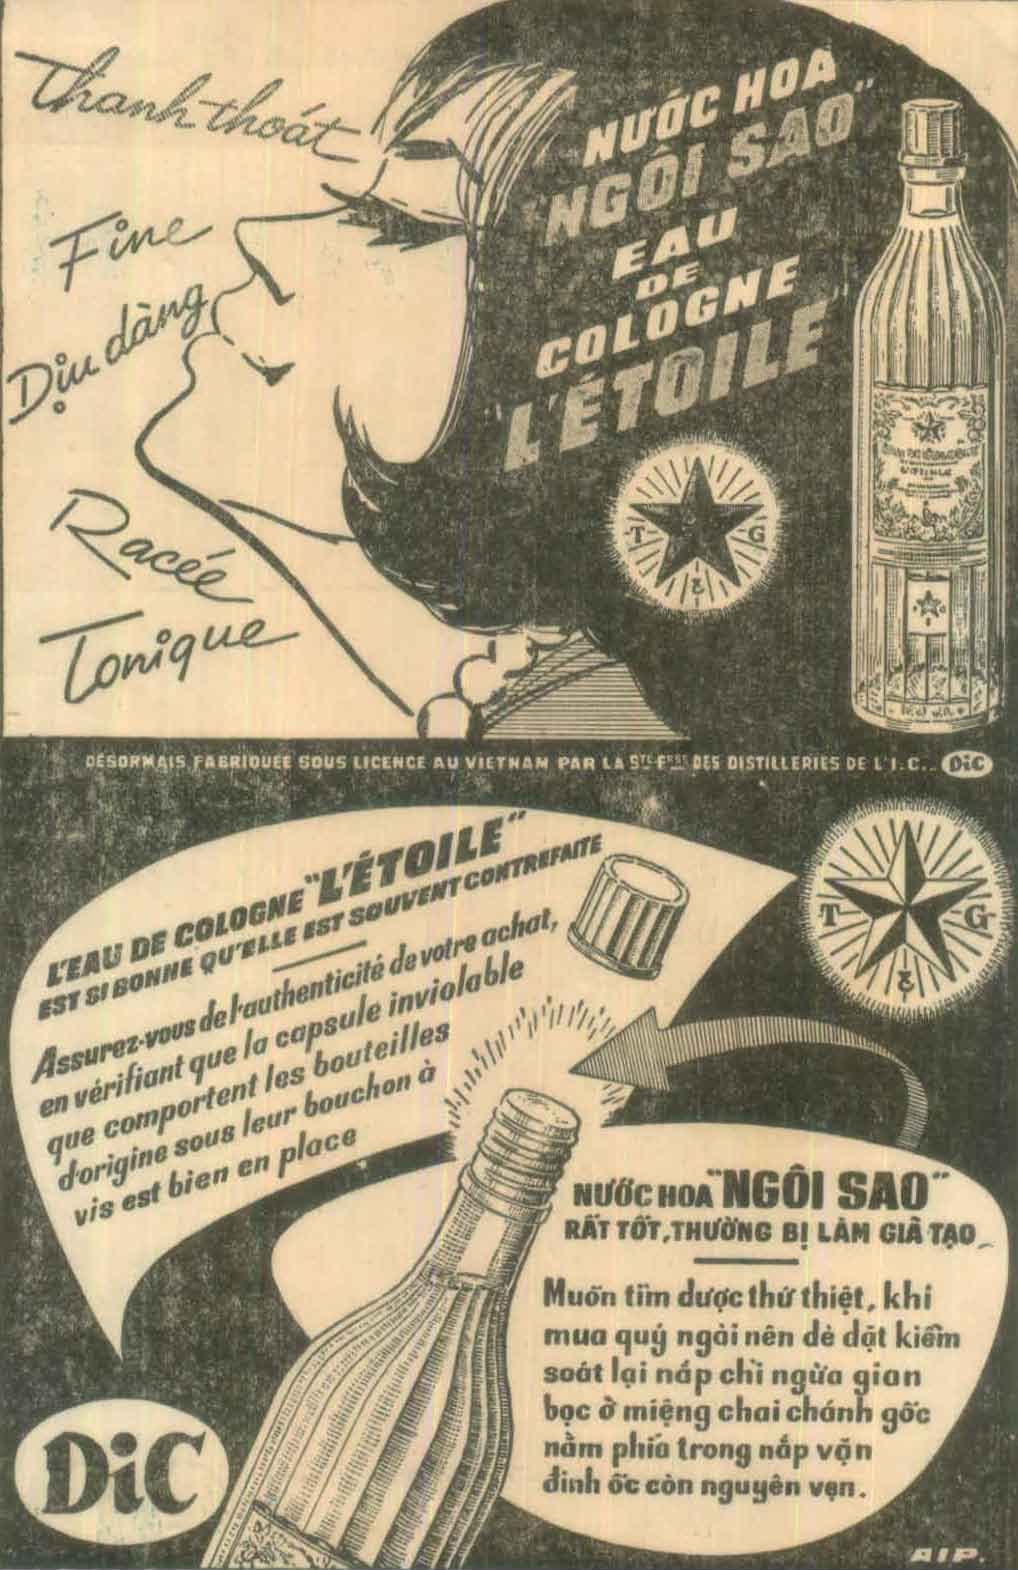 Thanh-thoát
Fine
Dịu dàng
Racée
Tonique
NƯỚC HOA
"NGÔI SAO"
EAU
DE
COLOGNE
"L'ÉTOILE"
T G
&
L'ÉTOILE
DÉSORMAIS FABRIQUÉE SOUS LICENCE AU VIETNAM PAR LA STÉ FSE DES DISTILLERIES DE L'I.C... DiC
L'EAU DE COLOGNE "L'ÉTOILE"
EST SI BONNE QU'ELLE EST SOUVENT CONTREFAITE
Assurez-vous de l'authenticité de votre achat,
en vérifiant que la capsule inviolable
que comportent les bouteilles
d'origine sous leur bouchon à
vis est bien en place
T G
&
NƯỚC HOA "NGÔI SAO"
RẤT TỐT, THƯỜNG BỊ LÀM GIẢ TẠO
Muốn tìm được thứ thiệt, khi
mua quý ngài nên dè dặt kiểm
soát lại nắp chì ngừa gian
bọc ở miệng chai chánh gốc
nằm phía trong nắp vặn
đinh ốc còn nguyên vẹn.
DiC
AIP.